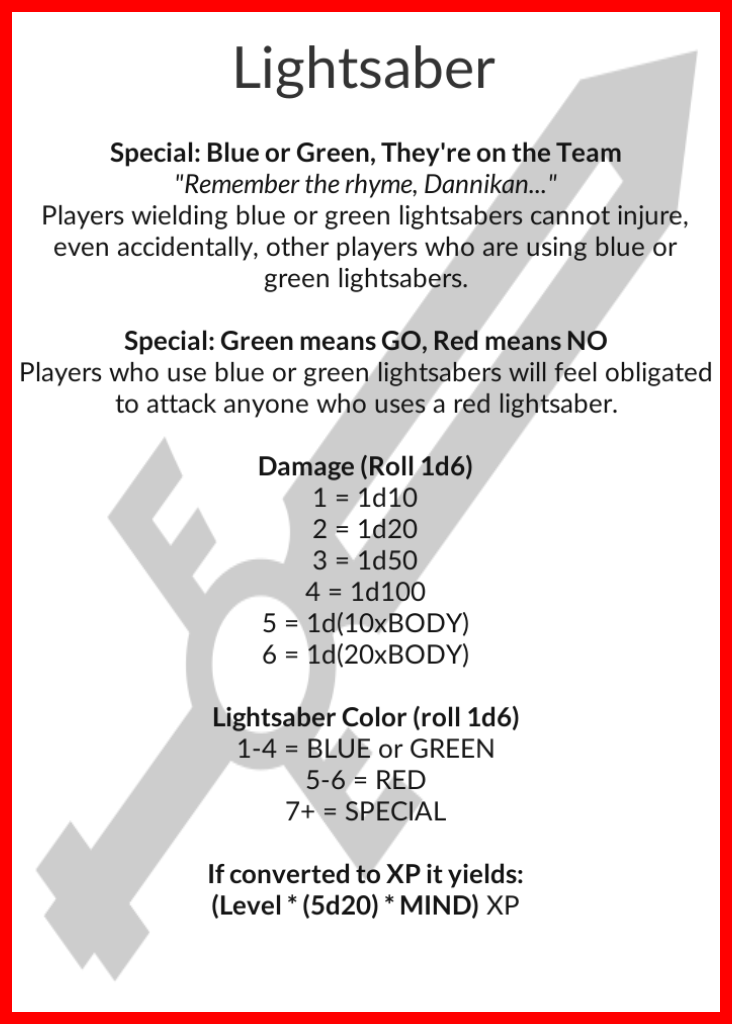 Lightsaber
Special: Blue or Green, They're on the Team
"Remember the rhyme, Dannikan..."
Players wielding blue or green lightsabers cannot injure,
even accidentally, other players who are using blue or
green lightsabers.
Special: Green means GO, Red means NO
Players who use blue or green lightsabers will feel obligated
to attack anyone who uses a red lightsaber.
Damage (Roll 1d6)
1 = 1d10
2 = 1d20
3 = 1d50
4 = 1d100
5 = 1d(10xBODY)
6 = 1d(20xBODY)
Lightsaber Color (roll 1d6)
1-4 = BLUE or GREEN
5-6 = RED
7+ = SPECIAL
If converted to XP it yields:
(Level * (5d20) * MIND) XP